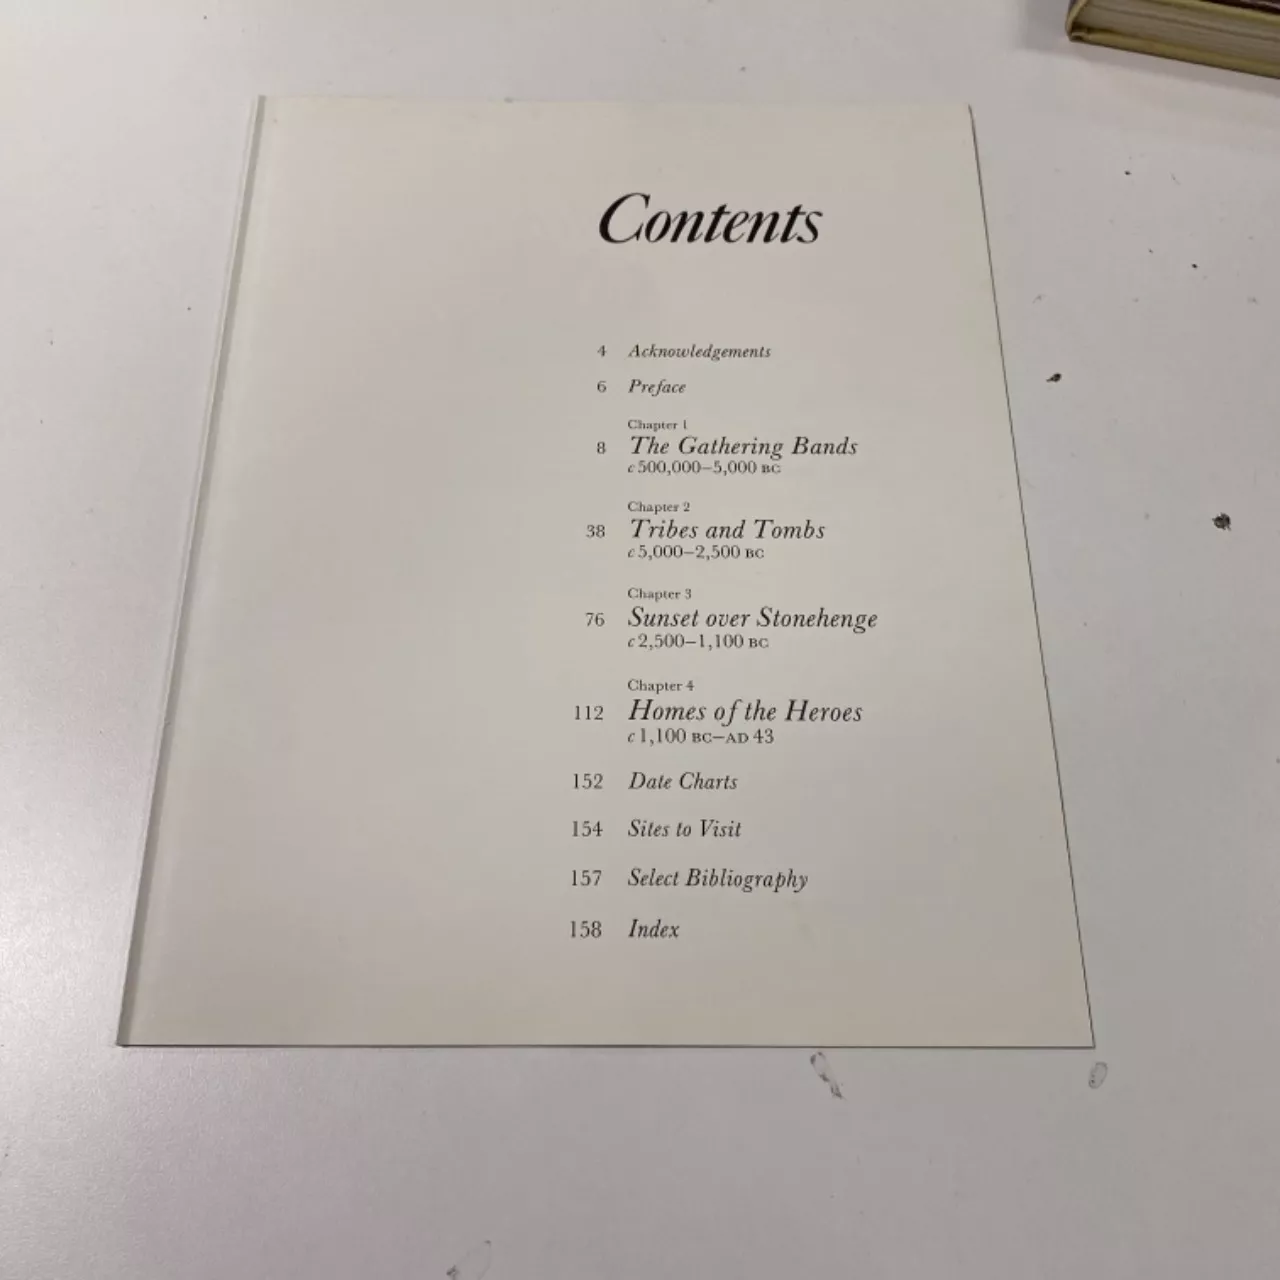 Contents
4 Acknowledgements
6 Preface
Chapter 1
8 The Gathering Bands
c 500,000–5,000 BC
Chapter 2
38 Tribes and Tombs
c 5,000–2,500 BC
Chapter 3
76 Sunset over Stonehenge
c 2,500–1,100 BC
Chapter 4
112 Homes of the Heroes
c 1,100 BC–AD 43
152 Date Charts
154 Sites to Visit
157 Select Bibliography
158 Index